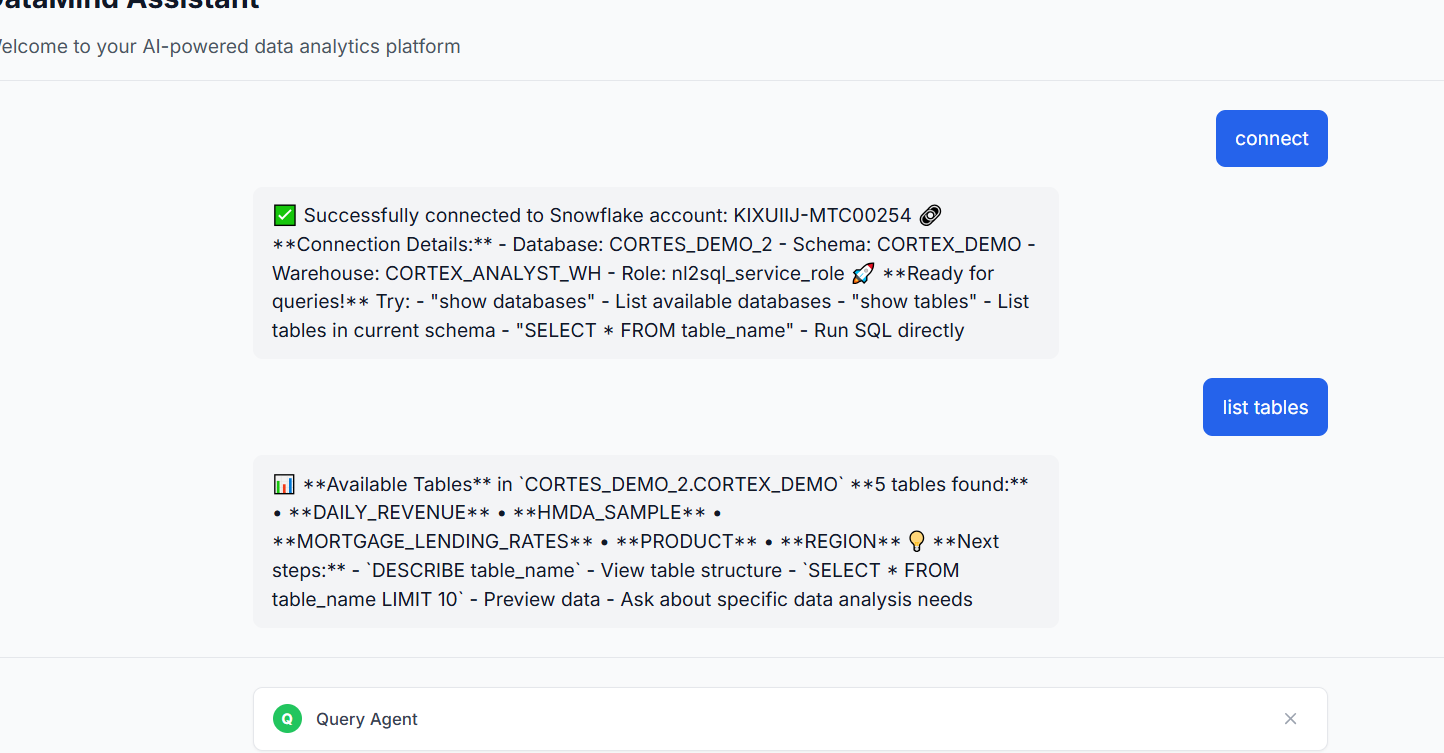 DataMind Assistant
Welcome to your AI-powered data analytics platform
connect
✅ Successfully connected to Snowflake account: KIXUIIJ-MTC00254 🔗
**Connection Details:** - Database: CORTES_DEMO_2 - Schema: CORTEX_DEMO -
Warehouse: CORTEX_ANALYST_WH - Role: nl2sql_service_role 🚀 **Ready for
queries!** Try: - "show databases" - List available databases - "show tables" - List
tables in current schema - "SELECT * FROM table_name" - Run SQL directly
list tables
📊 **Available Tables** in `CORTES_DEMO_2.CORTEX_DEMO` **5 tables found:**
• **DAILY_REVENUE** • **HMDA_SAMPLE** •
**MORTGAGE_LENDING_RATES** • **PRODUCT** • **REGION** 💡 **Next
steps:** - `DESCRIBE table_name` - View table structure - `SELECT * FROM
table_name LIMIT 10` - Preview data - Ask about specific data analysis needs
Q Query Agent